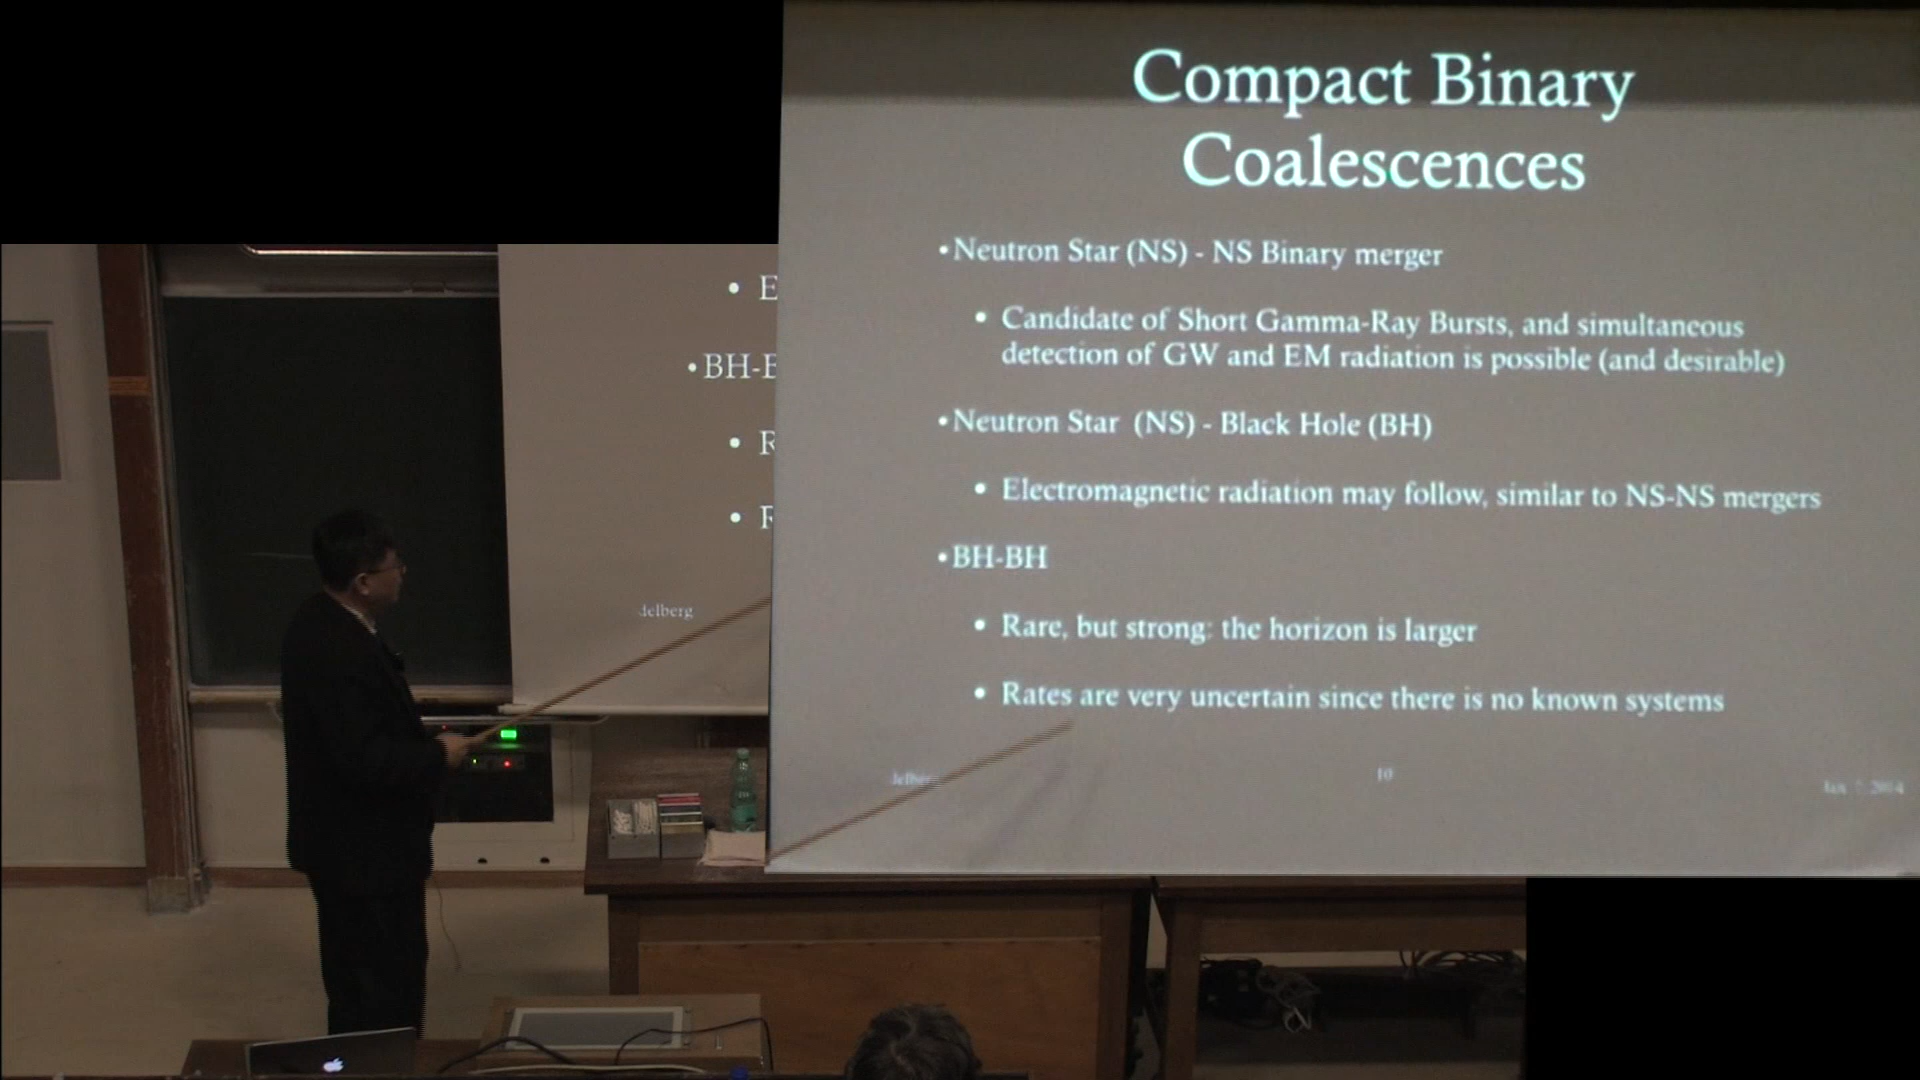 Compact Binary
Coalescences
•Neutron Star (NS) - NS Binary merger
• Candidate of Short Gamma-Ray Bursts, and simultaneous
detection of GW and EM radiation is possible (and desirable)
•Neutron Star (NS) - Black Hole (BH)
• Electromagnetic radiation may follow, similar to NS-NS mergers
•BH-BH
• Rare, but strong: the horizon is larger
• Rates are very uncertain since there is no known systems
10
• E
•BH-B
• R
• R
delberg